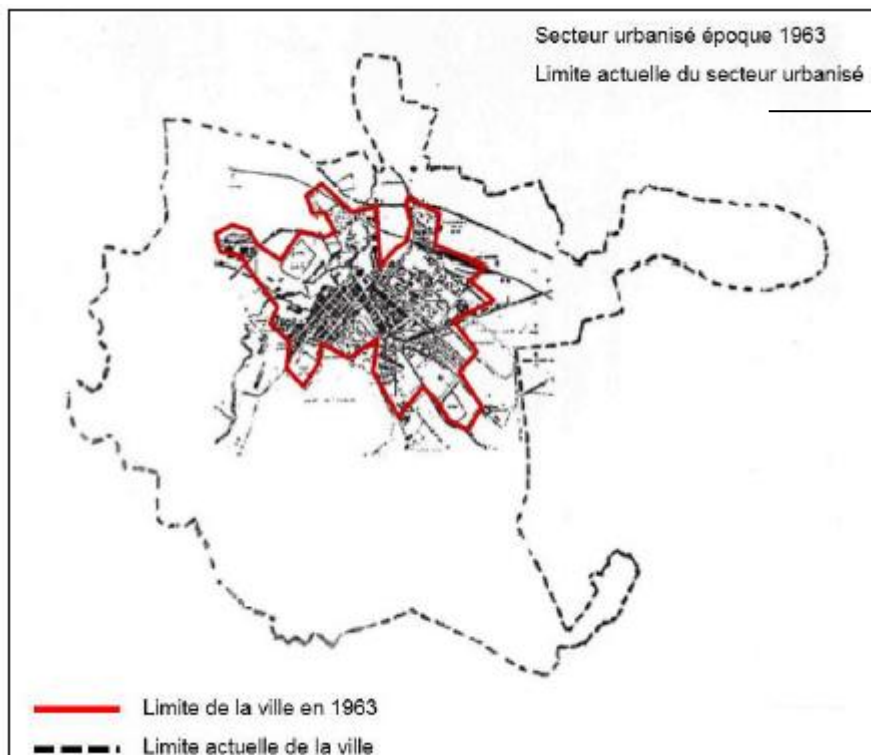 Secteur urbanisé époque 1963
Limite actuelle du secteur urbanisé
Limite de la ville en 1963
Limite actuelle de la ville